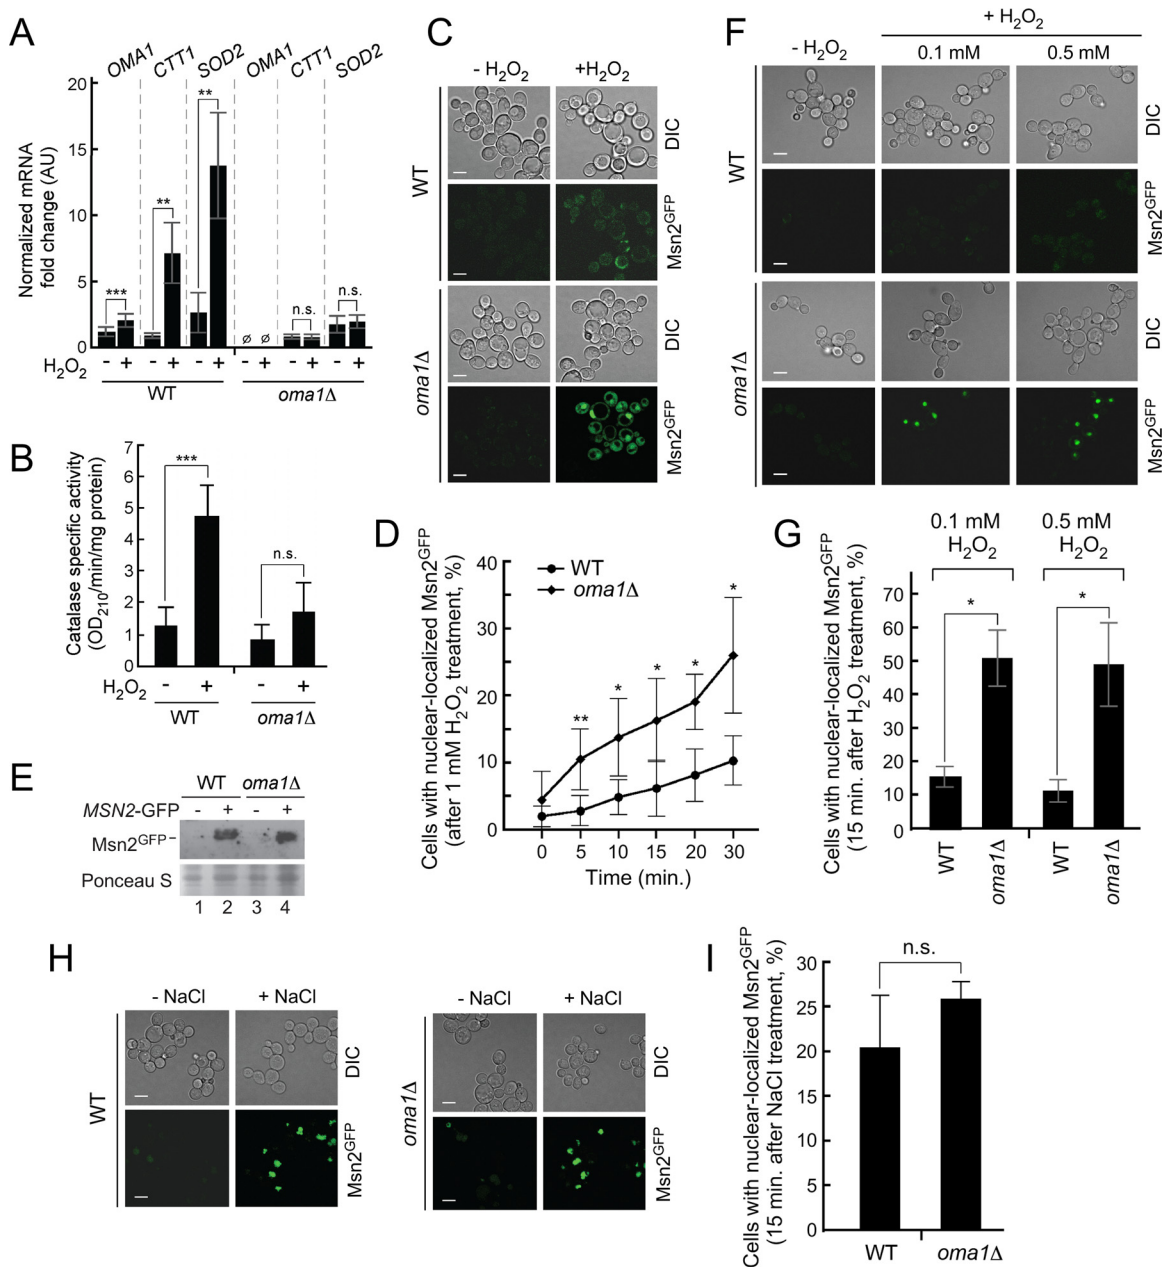 A
OMA1 CTT1 SOD2 OMA1 CTT1 SOD2
Normalized mRNA
fold change (AU)
20
15
10
5
0
***
**
**
ø ø
n.s.
n.s.
H2O2
- + - + - + - + - + - +
WT
oma1Δ
B
Catalase specific activity
(OD210/min/mg protein)
7
6
5
4
3
2
1
0
***
n.s.
H2O2
- + - +
WT
oma1Δ
C
- H2O2 +H2O2
WT
DIC
Msn2GFP
oma1Δ
DIC
Msn2GFP
D
Cells with nuclear-localized Msn2GFP
(after 1 mM H2O2 treatment, %)
WT
oma1Δ
40
30
20
10
0
**
*
*
*
*
0 5 10 15 20 30
Time (min.)
E
WT oma1Δ
MSN2-GFP - + - +
Msn2GFP-
Ponceau S
1 2 3 4
F
+ H2O2
- H2O2 0.1 mM 0.5 mM
WT
DIC
Msn2GFP
oma1Δ
DIC
Msn2GFP
G
0.1 mM
H2O2
0.5 mM
H2O2
Cells with nuclear-localized Msn2GFP
(15 min. after H2O2 treatment, %)
70
60
50
40
30
20
10
0
*
*
WT
oma1Δ
WT
oma1Δ
H
- NaCl + NaCl
WT
DIC
Msn2GFP
- NaCl + NaCl
oma1Δ
DIC
Msn2GFP
I
Cells with nuclear-localized Msn2GFP
(15 min. after NaCl treatment, %)
30
25
20
15
10
5
0
n.s.
WT oma1Δ